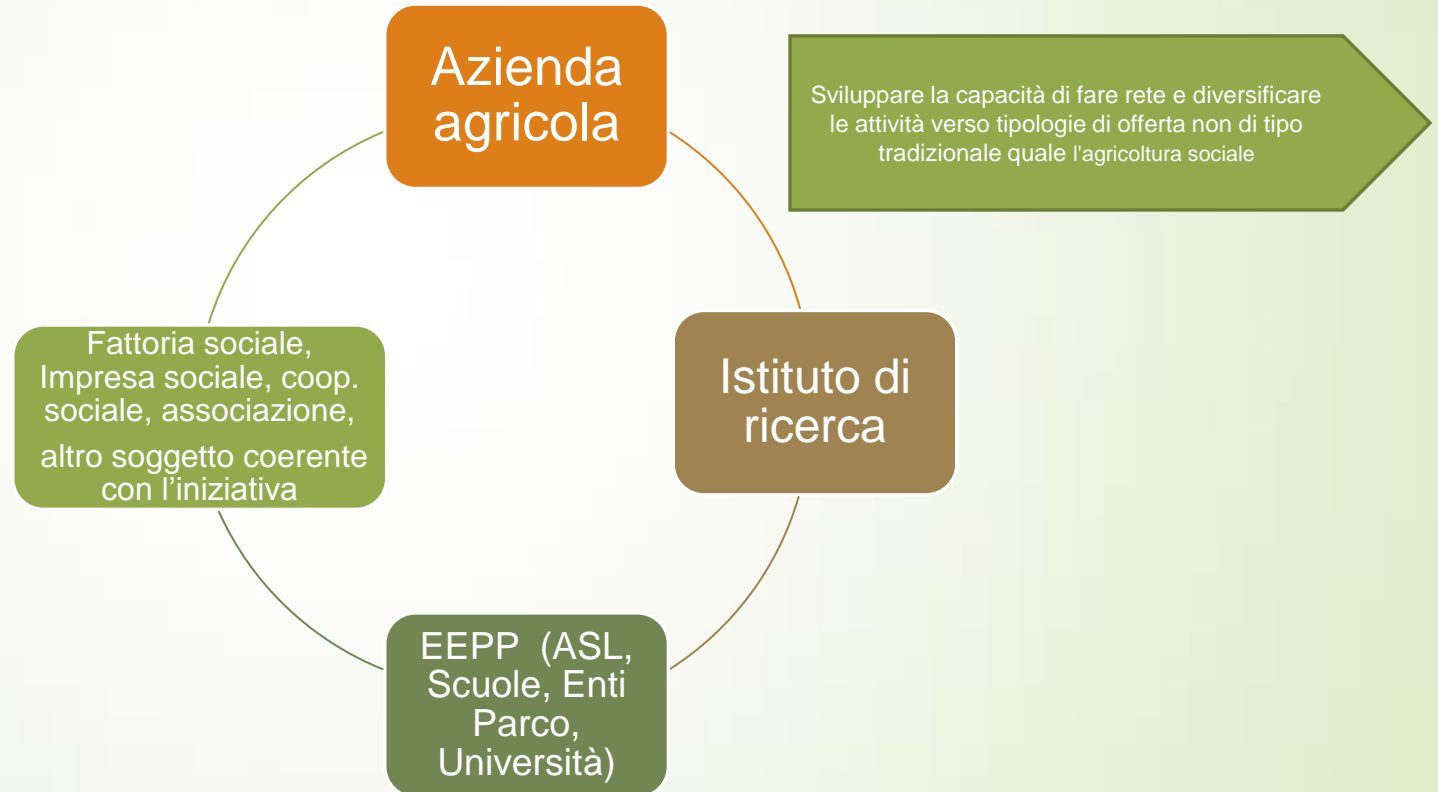 Azienda
agricola
Sviluppare la capacità di fare rete e diversificare
le attività verso tipologie di offerta non di tipo
tradizionale quale l'agricoltura sociale
Fattoria sociale,
Impresa sociale, coop.
sociale, associazione,
altro soggetto coerente
con l’iniziativa
Istituto di
ricerca
EEPP (ASL,
Scuole, Enti
Parco,
Università)